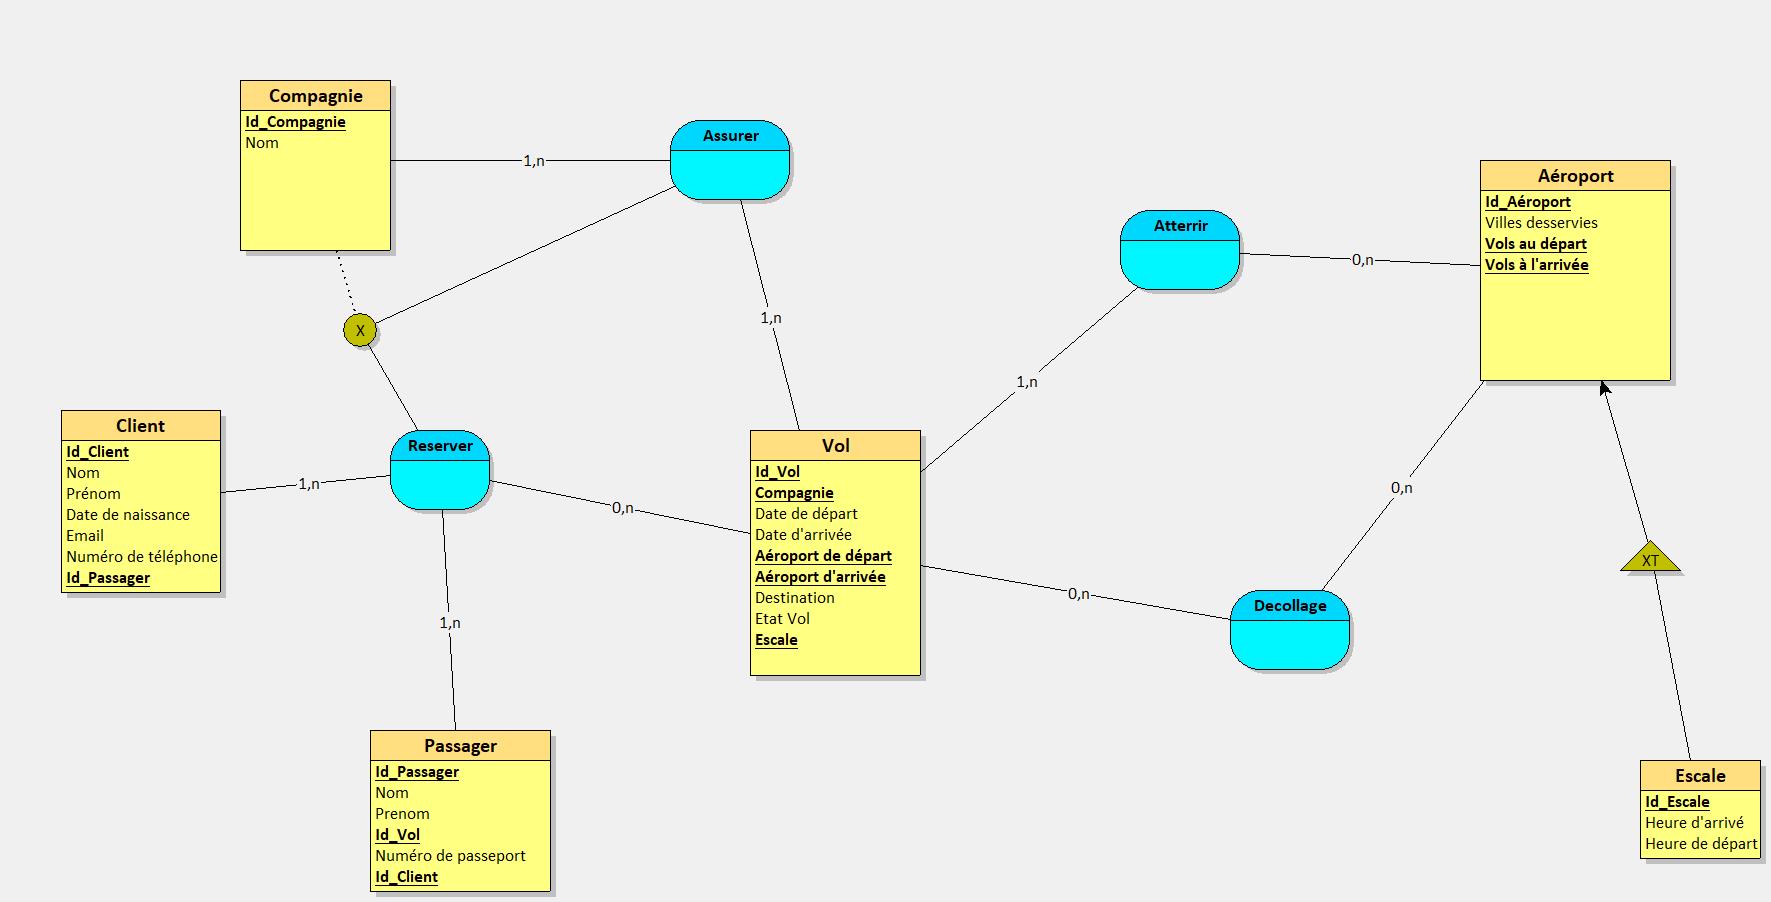 Compagnie
Id_Compagnie
Nom
1,n
Assurer
X
1,n
Atterrir
0,n
1,n
Aéroport
Id_Aéroport
Villes desservies
Vols au départ
Vols à l'arrivée
Client
Id_Client
Nom
Prénom
Date de naissance
Email
Numéro de téléphone
Id_Passager
1,n
Reserver
0,n
1,n
Vol
Id_Vol
Compagnie
Date de départ
Date d'arrivée
Aéroport de départ
Aéroport d'arrivée
Destination
Etat Vol
Escale
0,n
0,n
Decollage
XT
Passager
Id_Passager
Nom
Prenom
Id_Vol
Numéro de passeport
Id_Client
Escale
Id_Escale
Heure d'arrivé
Heure de départ